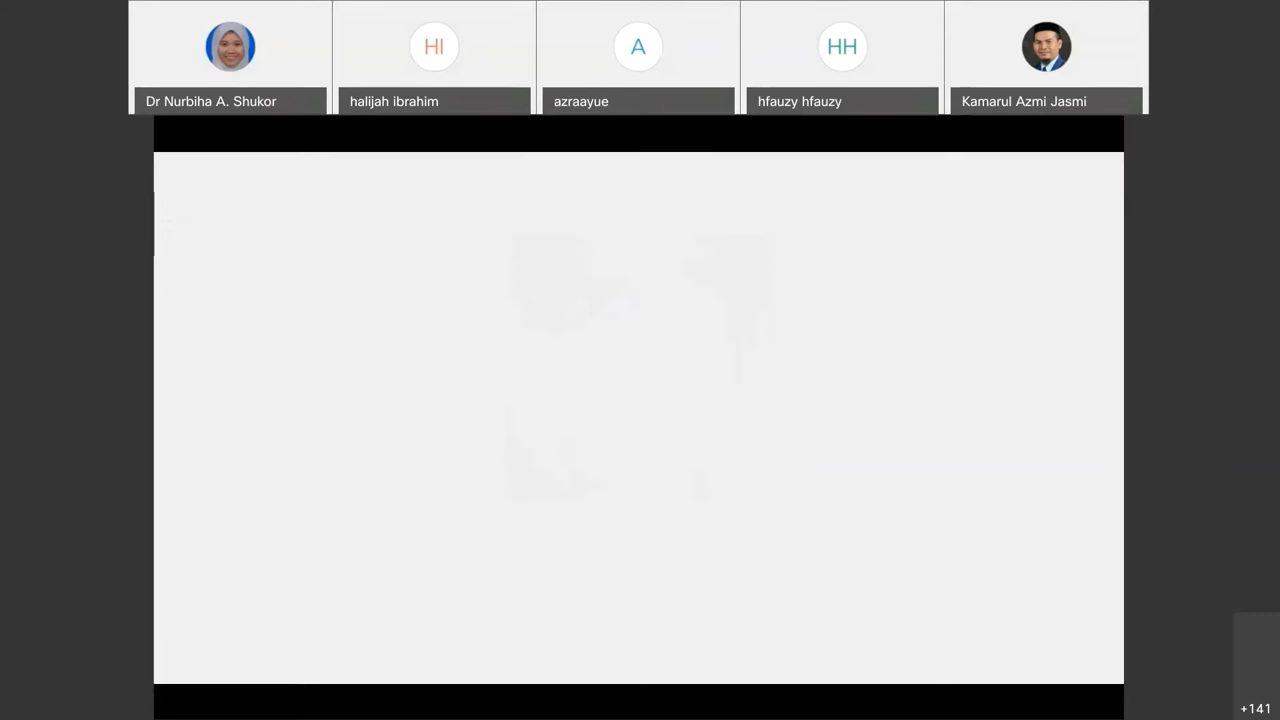 HI
A
HH
Dr Nurbiha A. Shukor
halijah ibrahim
azraayue
hfauzy hfauzy
Kamarul Azmi Jasmi
+141